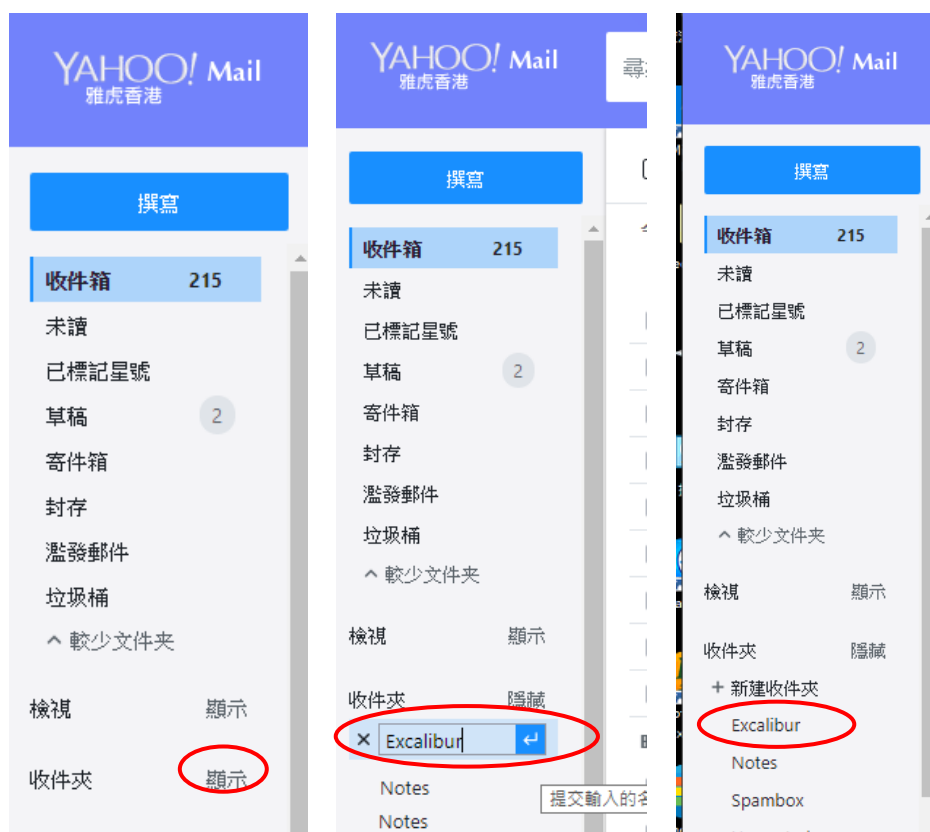 YAHOO! Mail
雅虎香港
撰寫
收件箱 215
未讀
已標記星號
草稿 2
寄件箱
封存
濫發郵件
垃圾桶
較少文件夾
檢視 顯示
收件夾 顯示
YAHOO! Mail
雅虎香港
撰寫
收件箱 215
未讀
已標記星號
草稿 2
寄件箱
封存
濫發郵件
垃圾桶
較少文件夾
檢視 顯示
收件夾 隱藏
Excalibur
Notes
提交輸入的
Notes
YAHOO! Mail
雅虎香港
撰寫
收件箱 215
未讀
已標記星號
草稿 2
寄件箱
封存
濫發郵件
垃圾桶
較少文件夾
檢視 顯示
收件夾 隱藏
+ 新建收件夾
Excalibur
Notes
Spambox